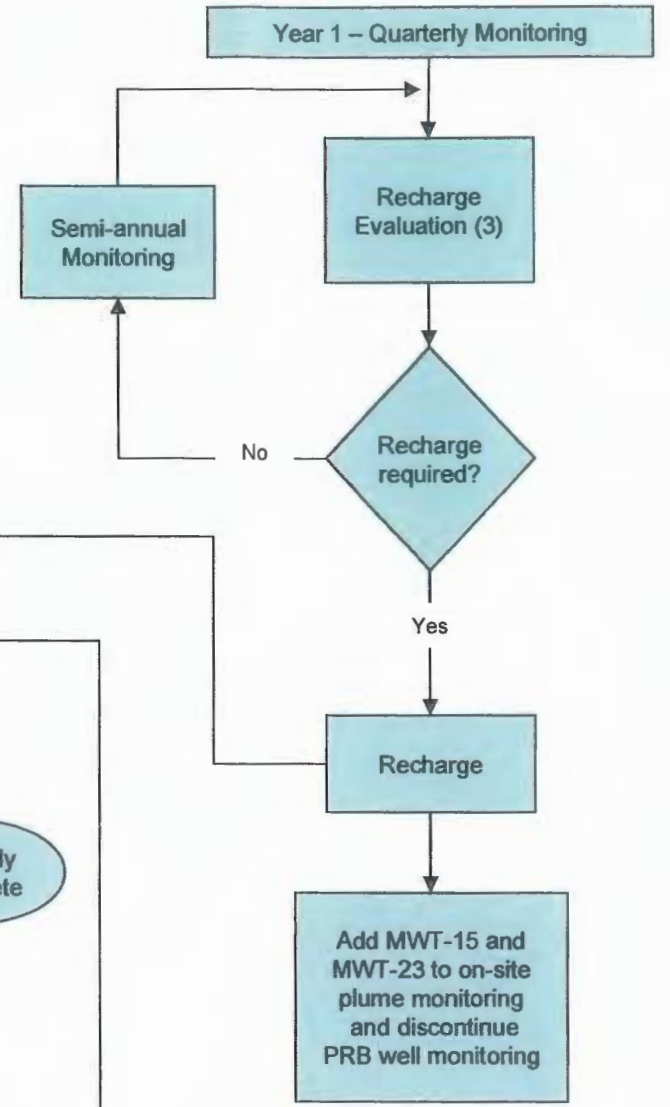 Year 1 – Quarterly Monitoring
Semi-annual
Monitoring
Recharge
Evaluation (3)
Recharge
required?
No
Yes
Recharge
Add MWT-15 and
MWT-23 to on-site
plume monitoring
and discontinue
PRB well monitoring